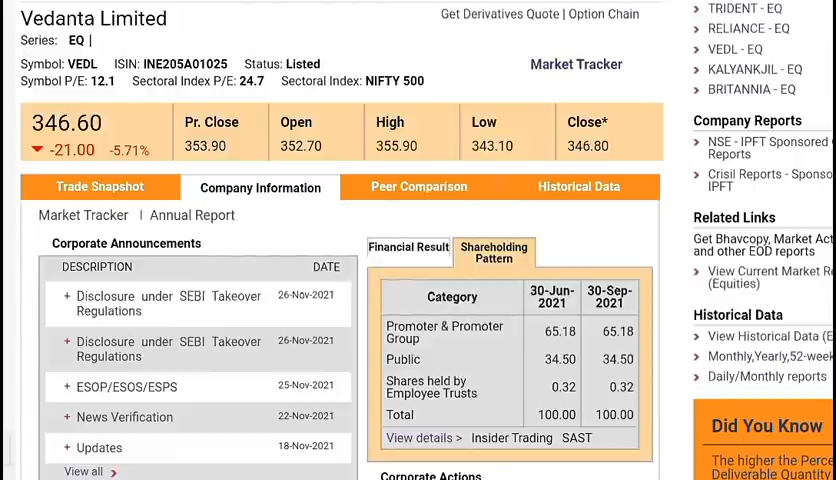 Vedanta Limited
Get Derivatives Quote | Option Chain
Series: EQ |
Symbol: VEDL ISIN: INE205A01025 Status: Listed
Symbol P/E: 12.1 Sectoral Index P/E: 24.7 Sectoral Index: NIFTY 500
Market Tracker
346.60
-21.00 -5.71%
Pr. Close Open High Low Close*
353.90 352.70 355.90 343.10 346.80
Trade Snapshot Company Information Peer Comparison Historical Data
Market Tracker | Annual Report
Corporate Announcements
DESCRIPTION DATE
+ Disclosure under SEBI Takeover 26-Nov-2021
Regulations
+ Disclosure under SEBI Takeover 26-Nov-2021
Regulations
+ ESOP/ESOS/ESPS 25-Nov-2021
+ News Verification 22-Nov-2021
+ Updates 18-Nov-2021
View all
Financial Result Shareholding
Pattern
Category 30-Jun-2021 30-Sep-2021
Promoter & Promoter 65.18 65.18
Group
Public 34.50 34.50
Shares held by 0.32 0.32
Employee Trusts
Total 100.00 100.00
View details > Insider Trading SAST
Corporate Actions
TRIDENT - EQ
RELIANCE - EQ
VEDL - EQ
KALYANKJIL - EQ
BRITANNIA - EQ
Company Reports
NSE - IPFT Sponsored
Reports
Crisil Reports - Sponso
IPFT
Related Links
Get Bhavcopy, Market Act
and other EOD reports
View Current Market R
(Equities)
Historical Data
View Historical Data (E
Monthly,Yearly,52-week
Daily/Monthly reports
Did You Know
The higher the Perce
Deliverable Quantity